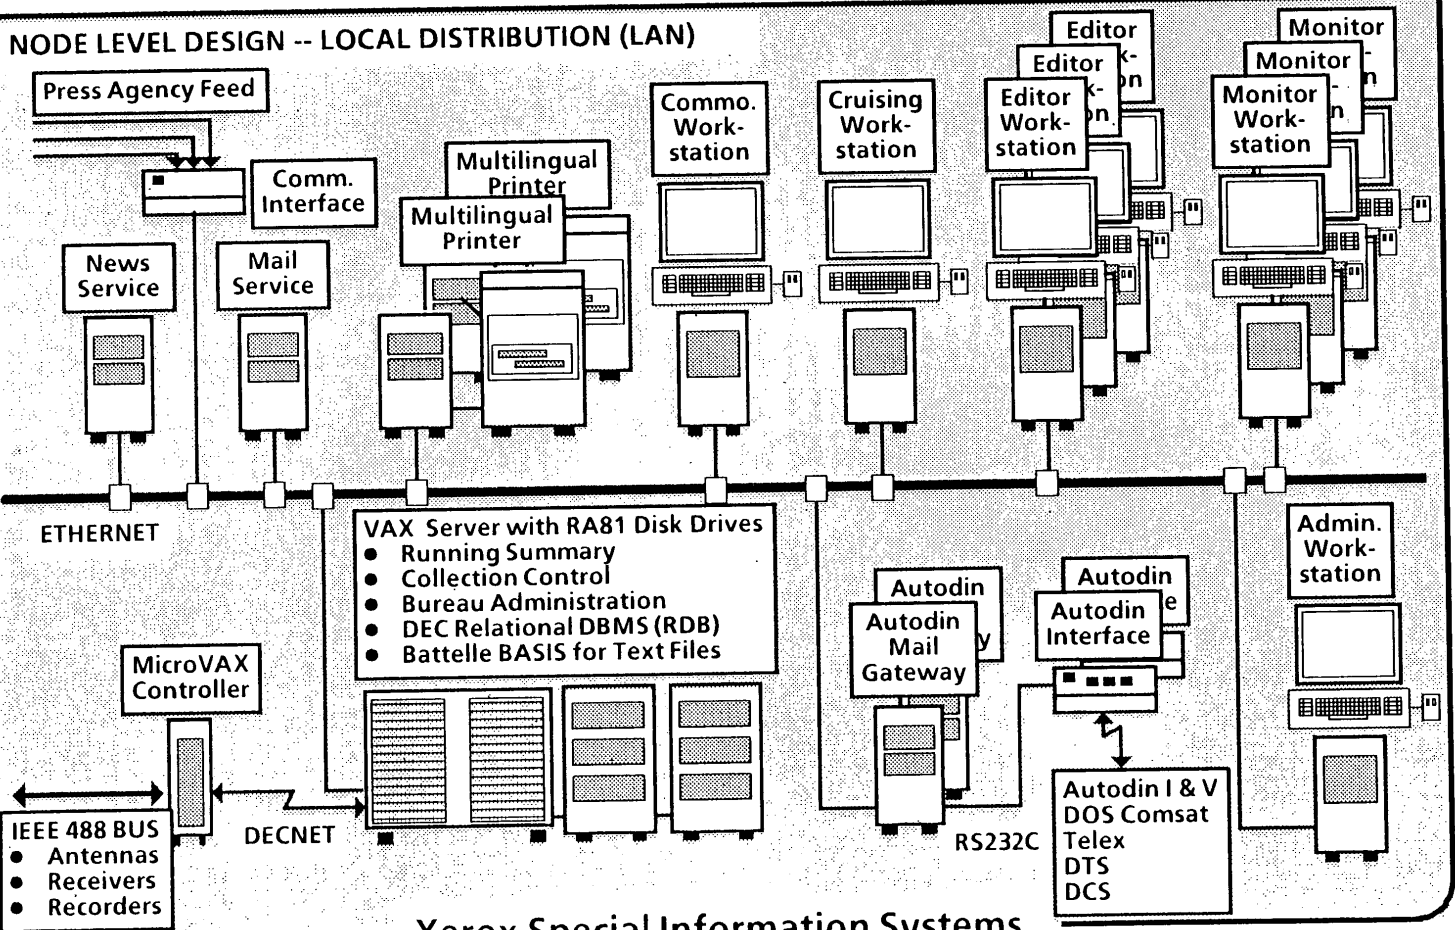 NODE LEVEL DESIGN -- LOCAL DISTRIBUTION (LAN)
Press Agency Feed
Comm.
Interface
News
Service
Mail
Service
Multilingual
Printer
Multilingual
Printer
Commo.
Work-
station
Cruising
Work-
station
Editor
k-
on
Editor
k-
on
Editor
Work-
station
Monitor
n
Monitor
n
Monitor
Work-
station
ETHERNET
VAX Server with RA81 Disk Drives
● Running Summary
● Collection Control
● Bureau Administration
● DEC Relational DBMS (RDB)
● Battelle BASIS for Text Files
MicroVAX
Controller
IEEE 488 BUS
● Antennas
● Receivers
● Recorders
DECNET
Autodin
y
Autodin
Mail
Gateway
Autodin
e
Autodin
Interface
RS232C
Autodin I & V
DOS Comsat
Telex
DTS
DCS
Admin.
Work-
station
Xerox Special Information Systems